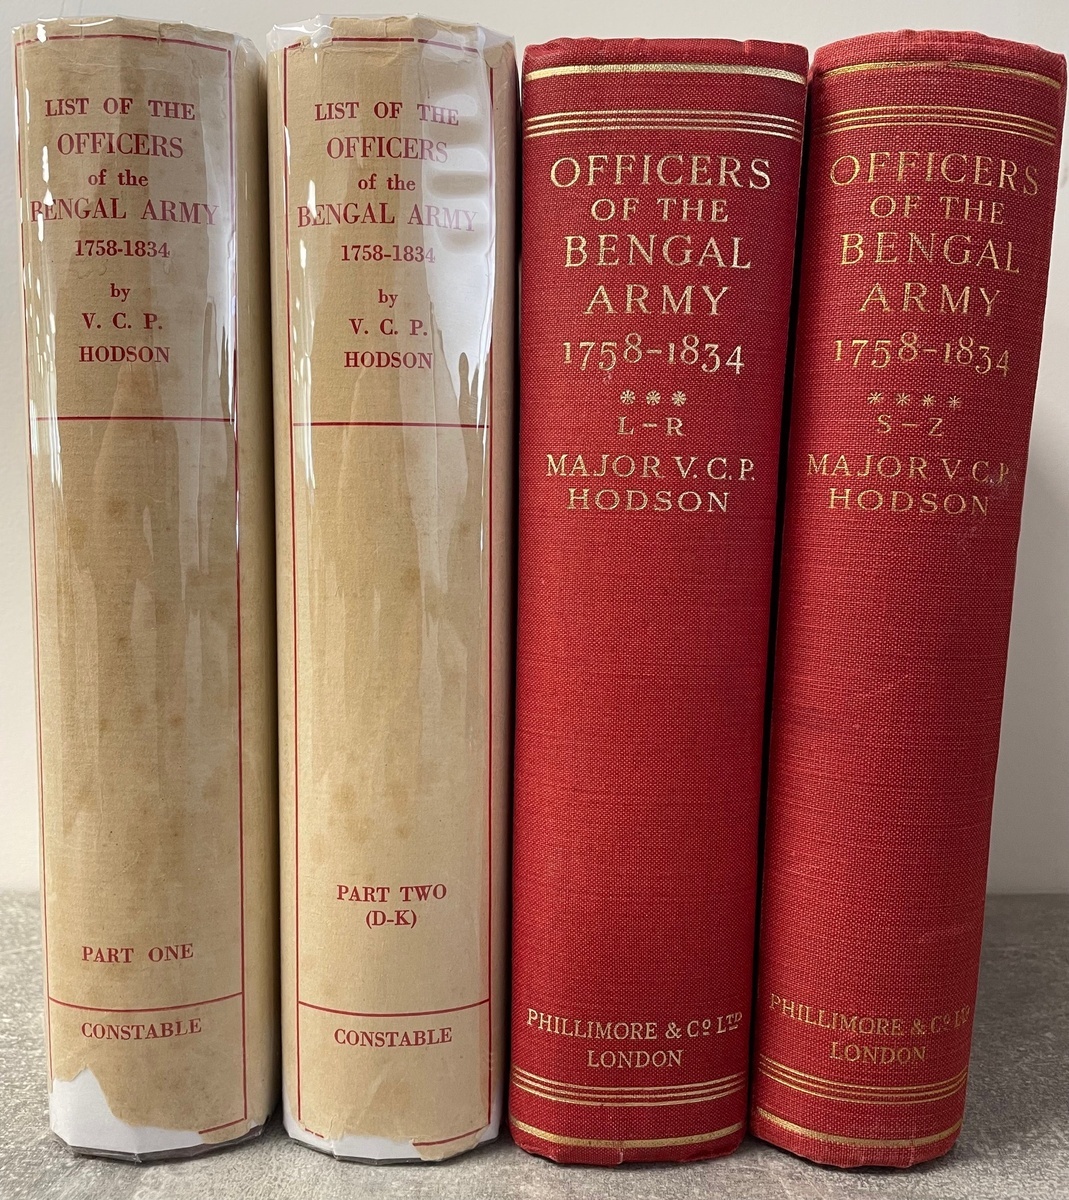 LIST OF THE
OFFICERS
of the
BENGAL ARMY
1758-1834
by
V. C. P.
HODSON
PART ONE
CONSTABLE
LIST OF THE
OFFICERS
of the
BENGAL ARMY
1758-1834
by
V. C. P.
HODSON
PART TWO
(D-K)
CONSTABLE
OFFICERS
OF THE
BENGAL
ARMY
1758-1834
***
L-R
MAJOR V. C. P.
HODSON
PHILLIMORE & Co LTD
LONDON
OFFICERS
OF THE
BENGAL
ARMY
1758-1834
****
S-Z
MAJOR V. C. P.
HODSON
PHILLIMORE & Co LTD
LONDON